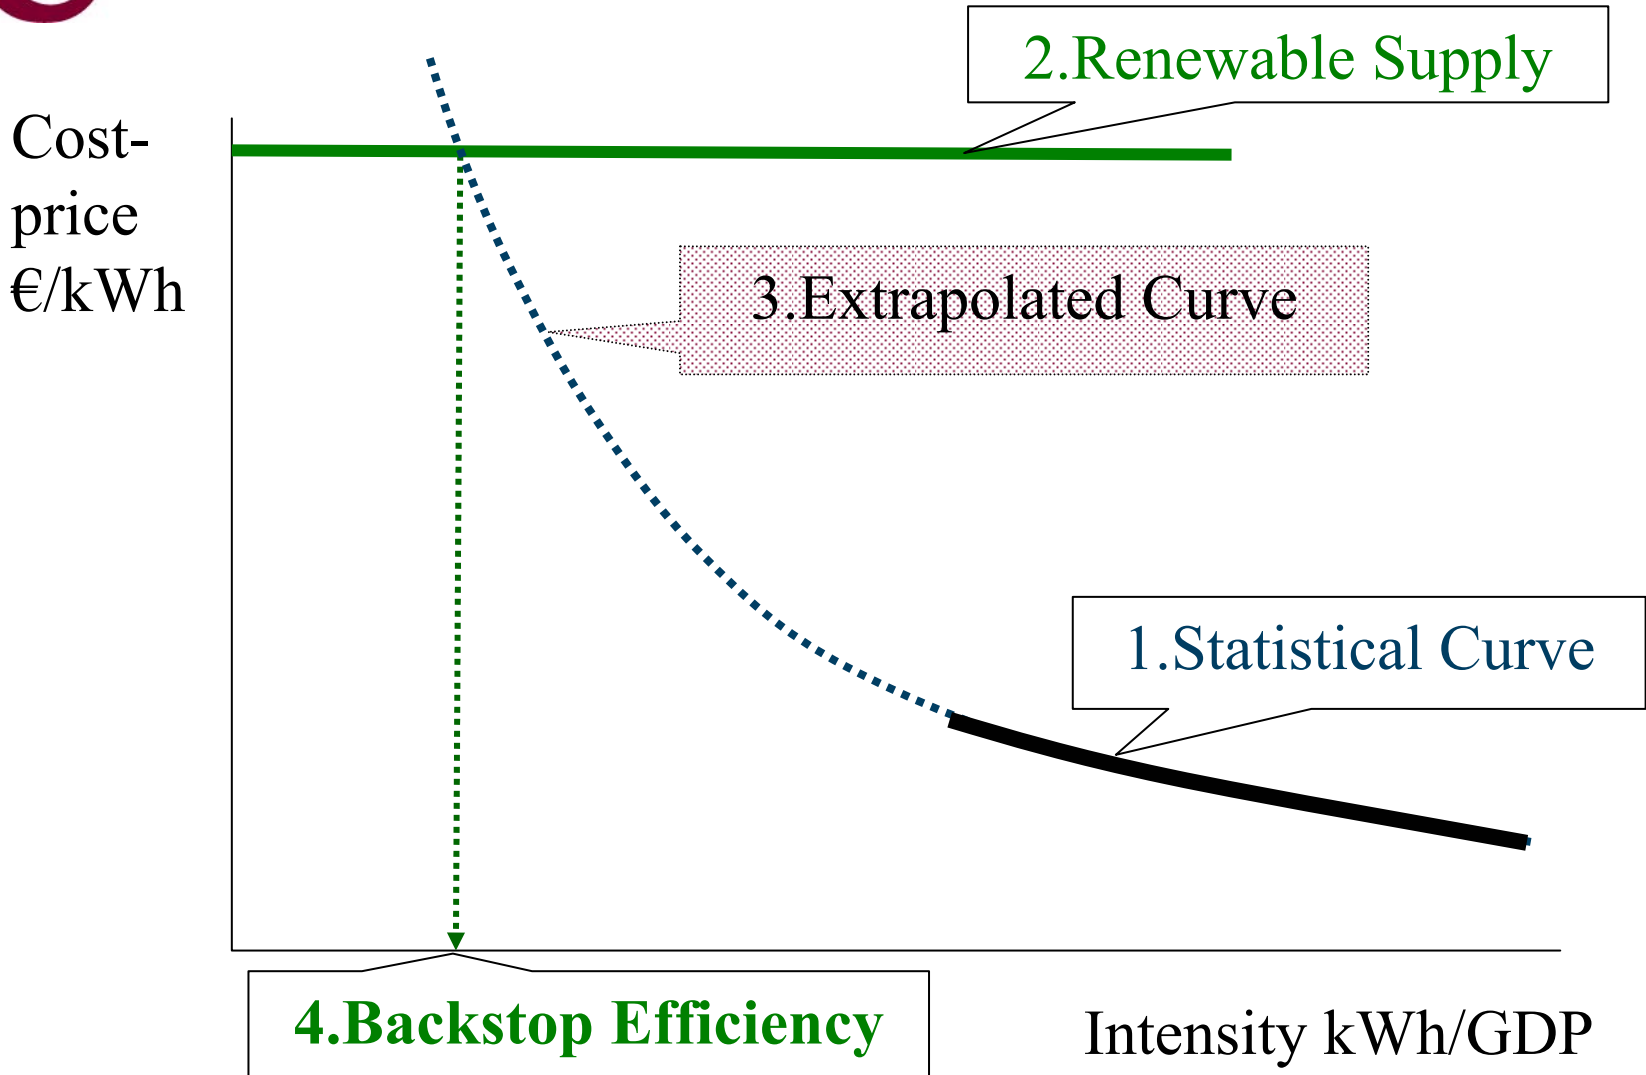 2.Renewable Supply
Cost-
price
€/kWh
3.Extrapolated Curve
1.Statistical Curve
4.Backstop Efficiency
Intensity kWh/GDP